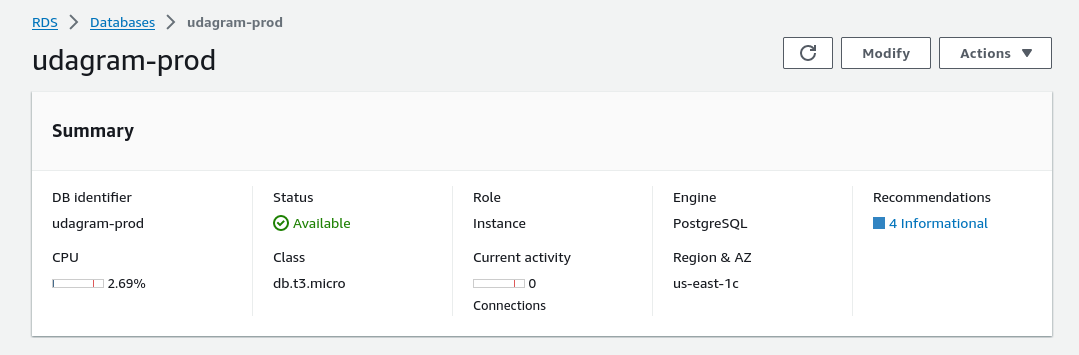 RDS > Databases > udagram-prod
udagram-prod
Modify
Actions
Summary
DB identifier
udagram-prod
CPU
2.69%
Status
Available
Class
db.t3.micro
Role
Instance
Current activity
0
Connections
Engine
PostgreSQL
Region & AZ
us-east-1c
Recommendations
4 Informational